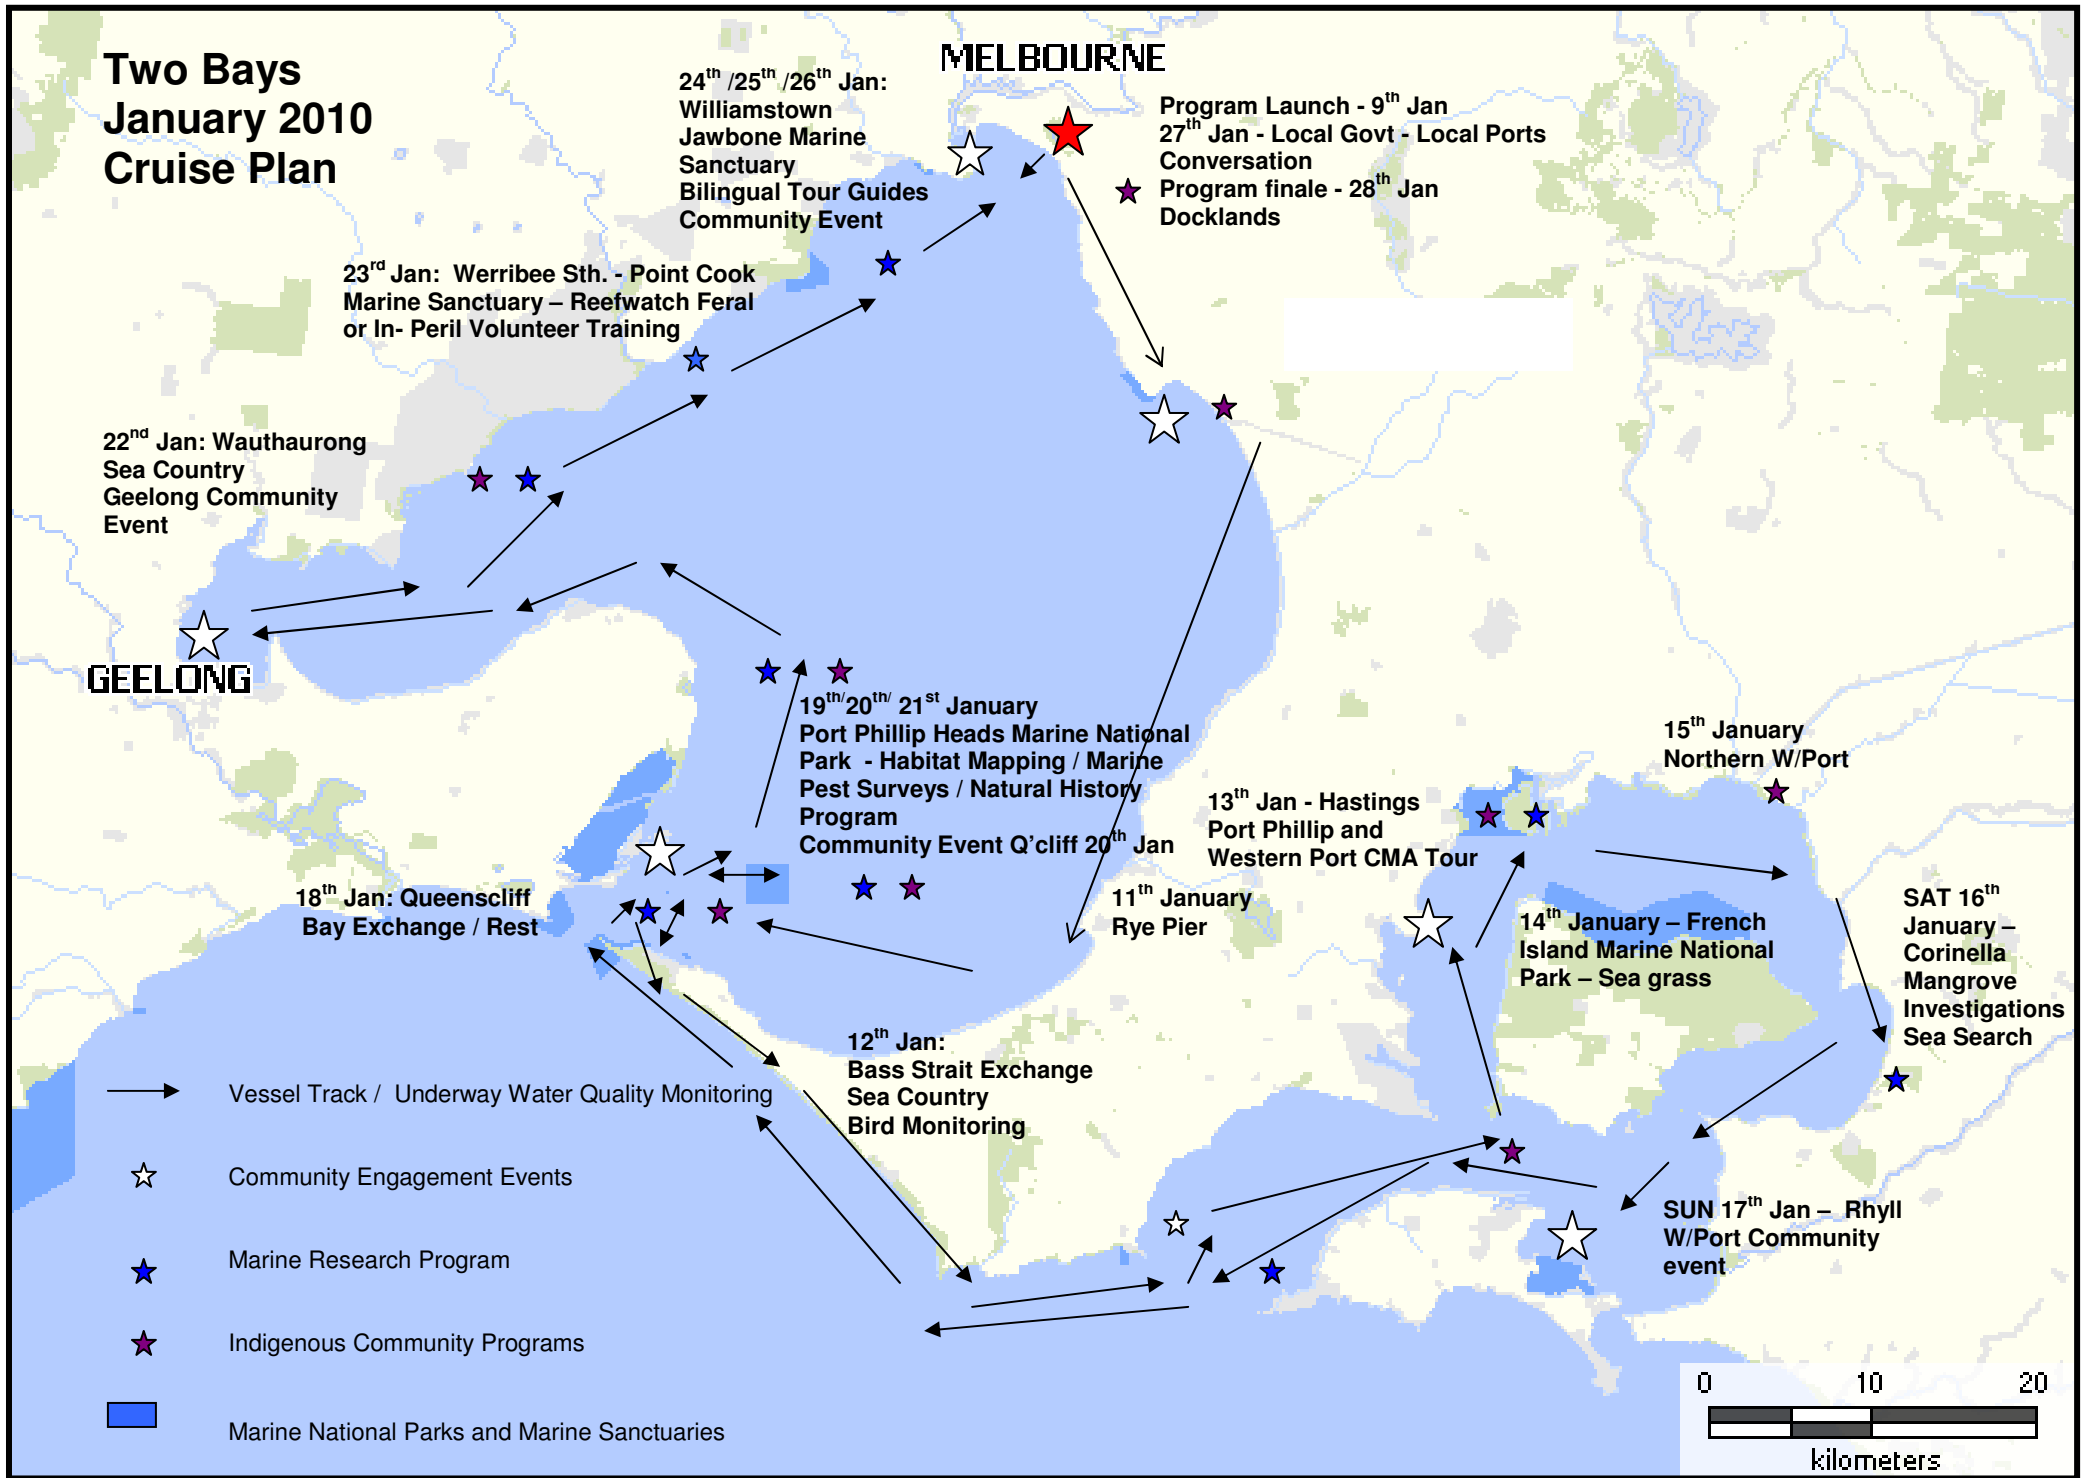 Two Bays
January 2010
Cruise Plan
MELBOURNE
24th /25th /26th Jan:
Williamstown
Jawbone Marine
Sanctuary
Bilingual Tour Guides
Community Event
Program Launch - 9th Jan
27th Jan - Local Govt - Local Ports
Conversation
Program finale - 28th Jan
Docklands
23rd Jan:  Werribee Sth. - Point Cook
Marine Sanctuary – Reefwatch Feral
or In- Peril Volunteer Training
22nd Jan: Wauthaurong
Sea Country
Geelong Community
Event
GEELONG
19th/20th/ 21st January
Port Phillip Heads Marine National
Park  - Habitat Mapping / Marine
Pest Surveys / Natural History
Program
Community Event Q'cliff 20th Jan
15th January
Northern W/Port
13th Jan - Hastings
Port Phillip and
Western Port CMA Tour
18th Jan: Queenscliff
Bay Exchange / Rest
11th January
Rye Pier
14th January – French
Island Marine National
Park – Sea grass
SAT 16th
January –
Corinella
Mangrove
Investigations
Sea Search
12th Jan:
Bass Strait Exchange
Sea Country
Bird Monitoring
SUN 17th Jan –  Rhyll
W/Port Community
event
Vessel Track /  Underway Water Quality Monitoring
Community Engagement Events
Marine Research Program
Indigenous Community Programs
Marine National Parks and Marine Sanctuaries
0 10 20
kilometers